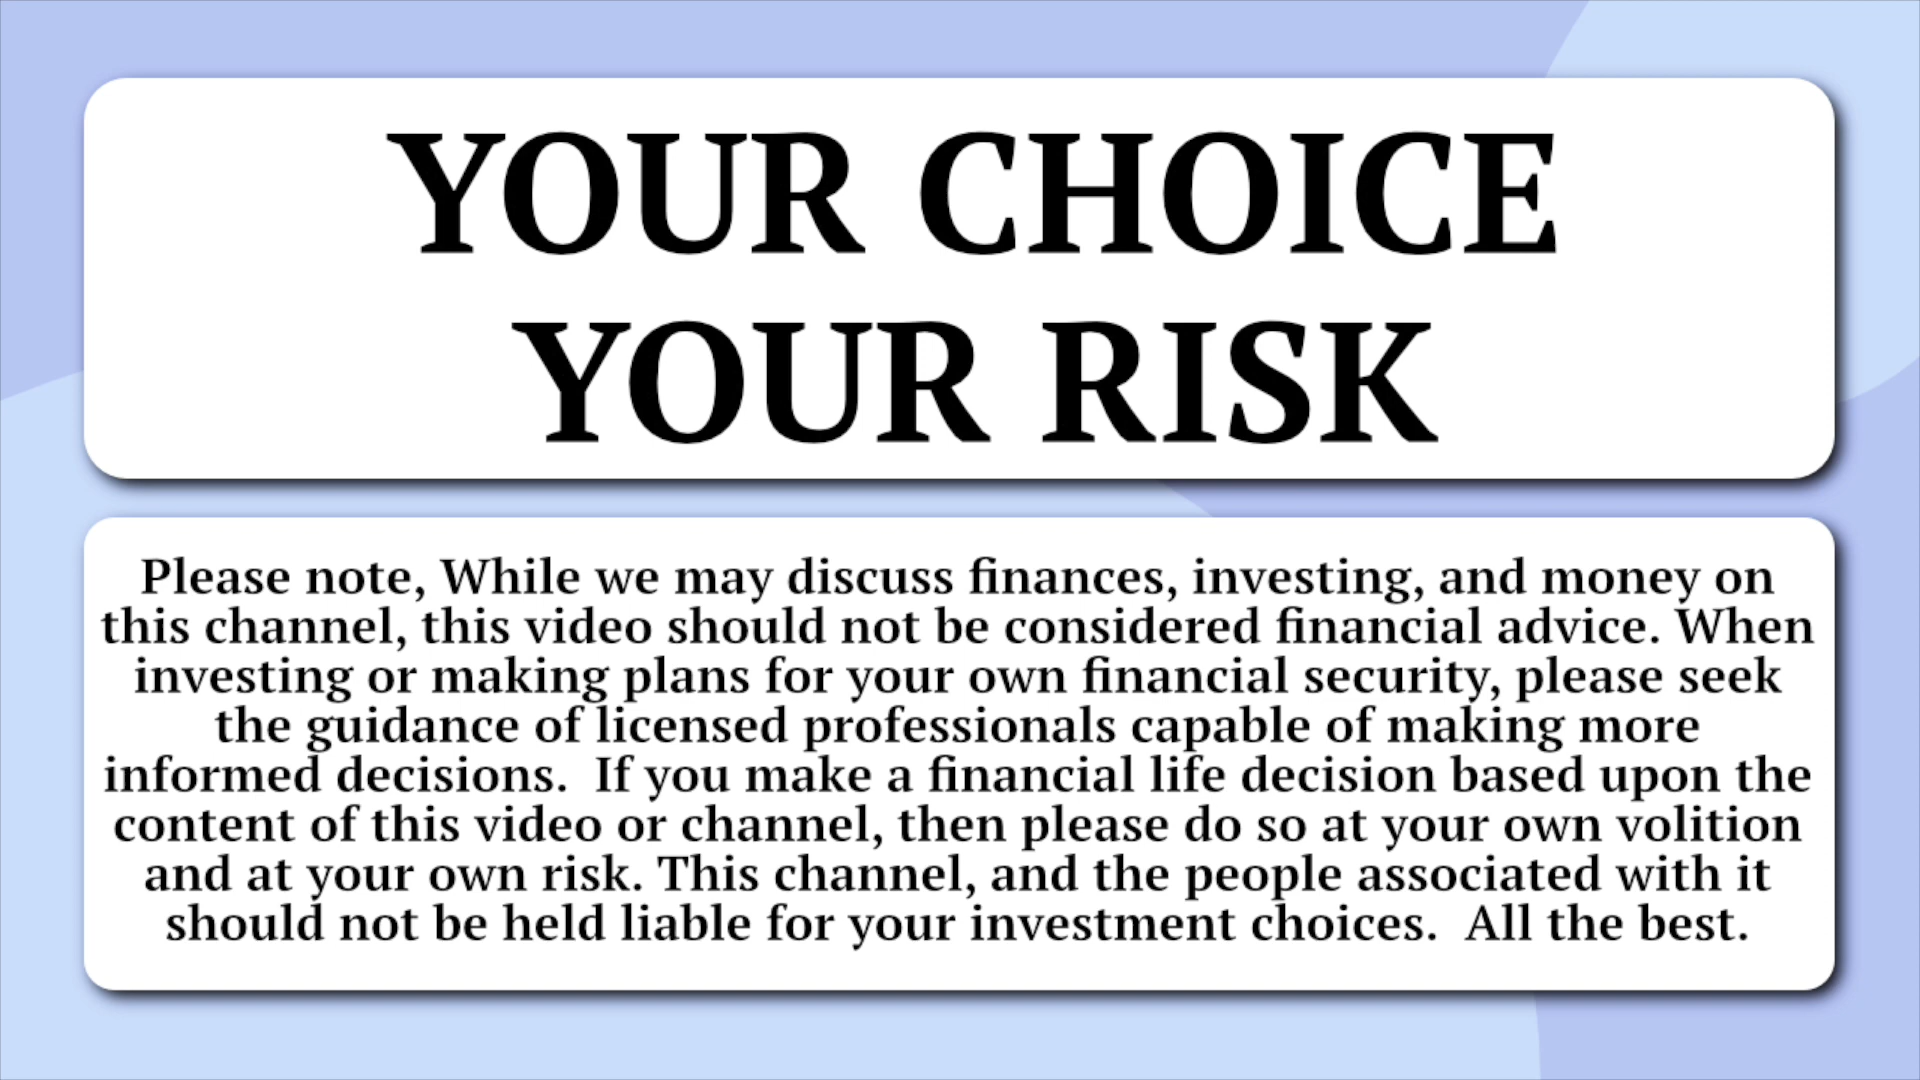 YOUR CHOICE
YOUR RISK
Please note, While we may discuss finances, investing, and money on
this channel, this video should not be considered financial advice. When
investing or making plans for your own financial security, please seek
the guidance of licensed professionals capable of making more
informed decisions.  If you make a financial life decision based upon the
content of this video or channel, then please do so at your own volition
and at your own risk. This channel, and the people associated with it
should not be held liable for your investment choices.  All the best.